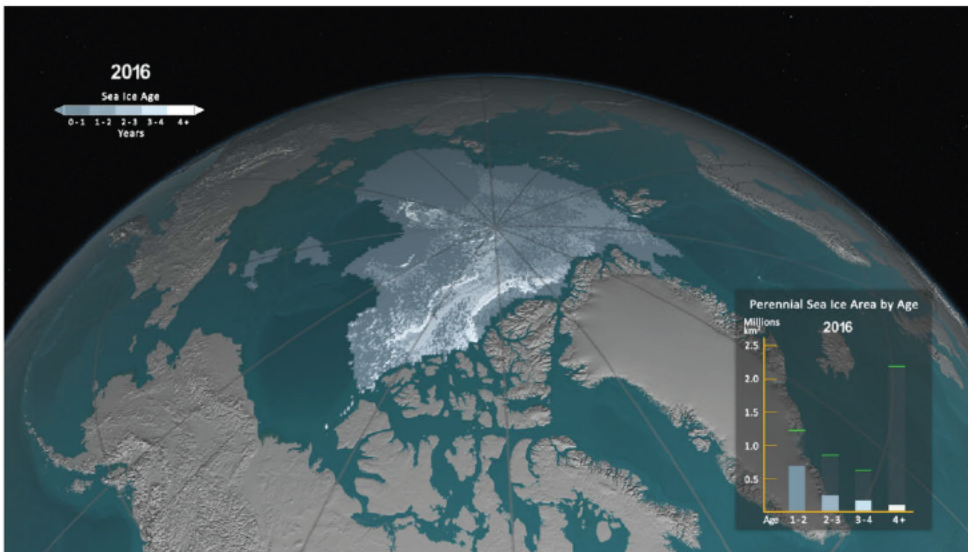 2016
Sea Ice Age
0-1 1-2 2-3 3-4 4+
Years
Perennial Sea Ice Area by Age
Millions
km²
2016
2.5
2.0
1.5
1.0
0.5
Age 1-2 2-3 3-4 4+